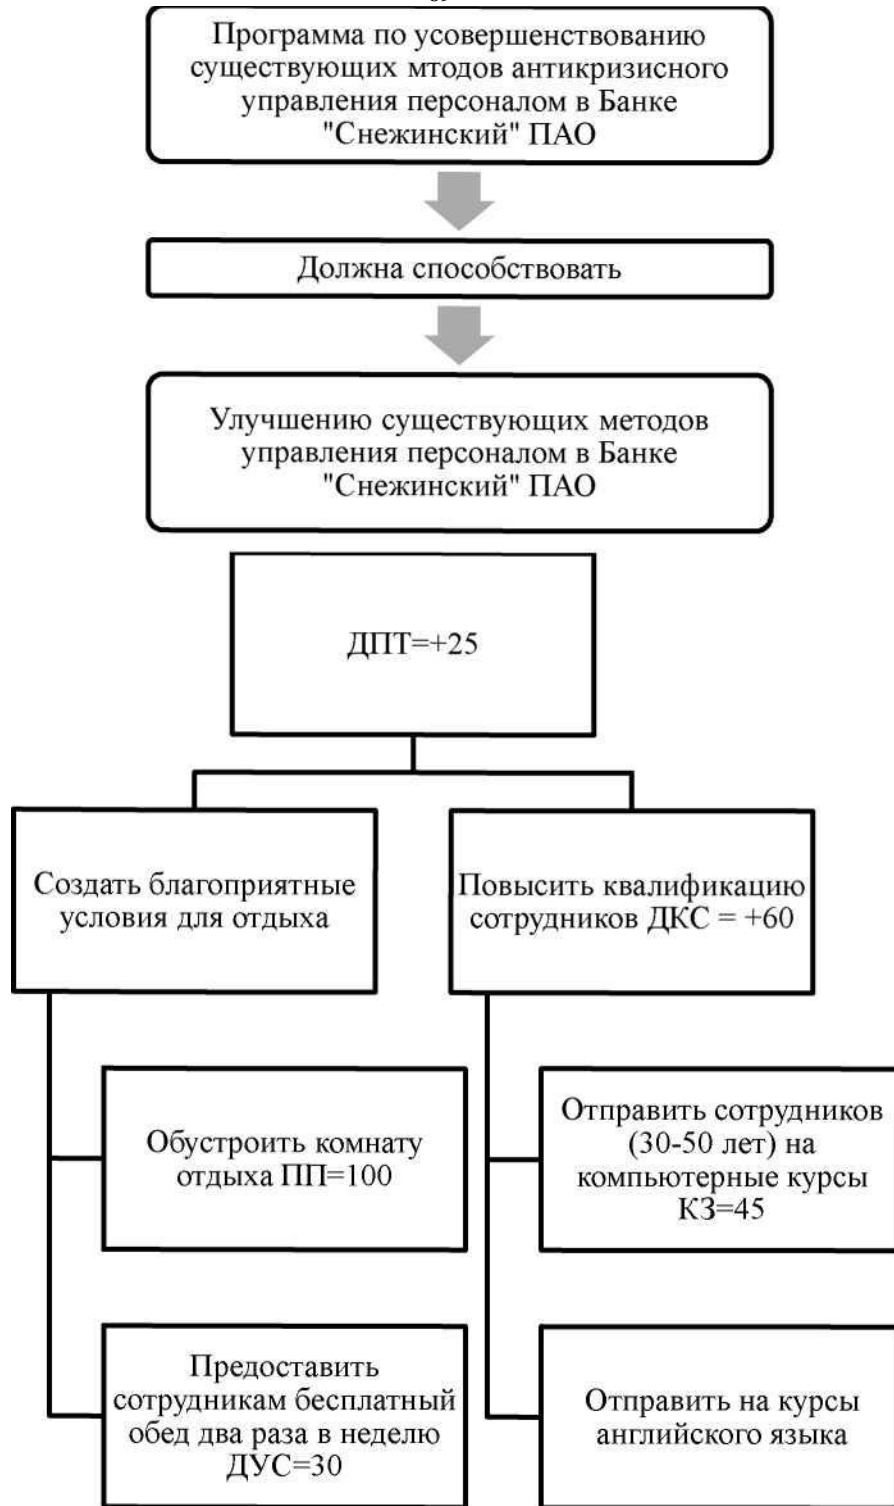 Программа по усовершенствованию
существующих мтодов антикризисного
управления персоналом в Банке
"Снежинский" ПАО
Должна способствовать
Улучшению существующих методов
управления персоналом в Банке
"Снежинский" ПАО
ДПТ=+25
Создать благоприятные
условия для отдыха
Повысить квалификацию
сотрудников ДКС = +60
Обустроить комнату
отдыха ПП=100
Отправить сотрудников
(30-50 лет) на
компьютерные курсы
КЗ=45
Предоставить
сотрудникам бесплатный
обед два раза в неделю
ДУС=30
Отправить на курсы
английского языка